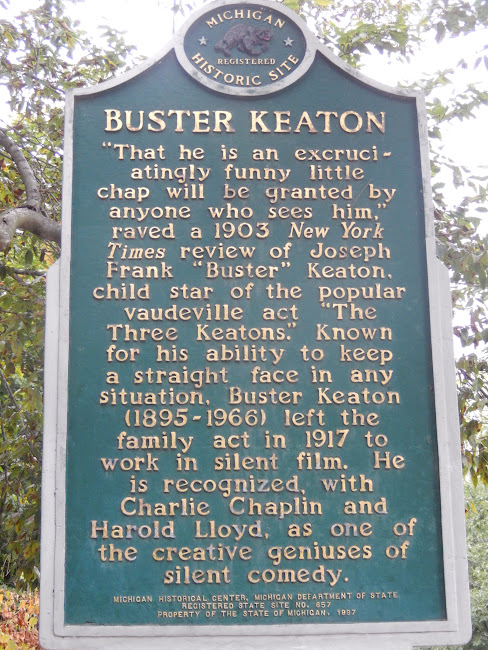 MICHIGAN
REGISTERED
HISTORIC SITE
BUSTER KEATON
"That he is an excruci-
atingly funny little
chap will be granted by
anyone who sees him,"
raved a 1903 New York
Times review of Joseph
Frank "Buster" Keaton,
child star of the popular
vaudeville act "The
Three Keatons." Known
for his ability to keep
a straight face in any
situation, Buster Keaton
(1895-1966) left the
family act in 1917 to
work in silent film. He
is recognized, with
Charlie Chaplin and
Harold Lloyd, as one of
the creative geniuses of
silent comedy.
MICHIGAN HISTORICAL CENTER, MICHIGAN DEPARTMENT OF STATE
REGISTERED STATE SITE NO. 657
PROPERTY OF THE STATE OF MICHIGAN, 1997